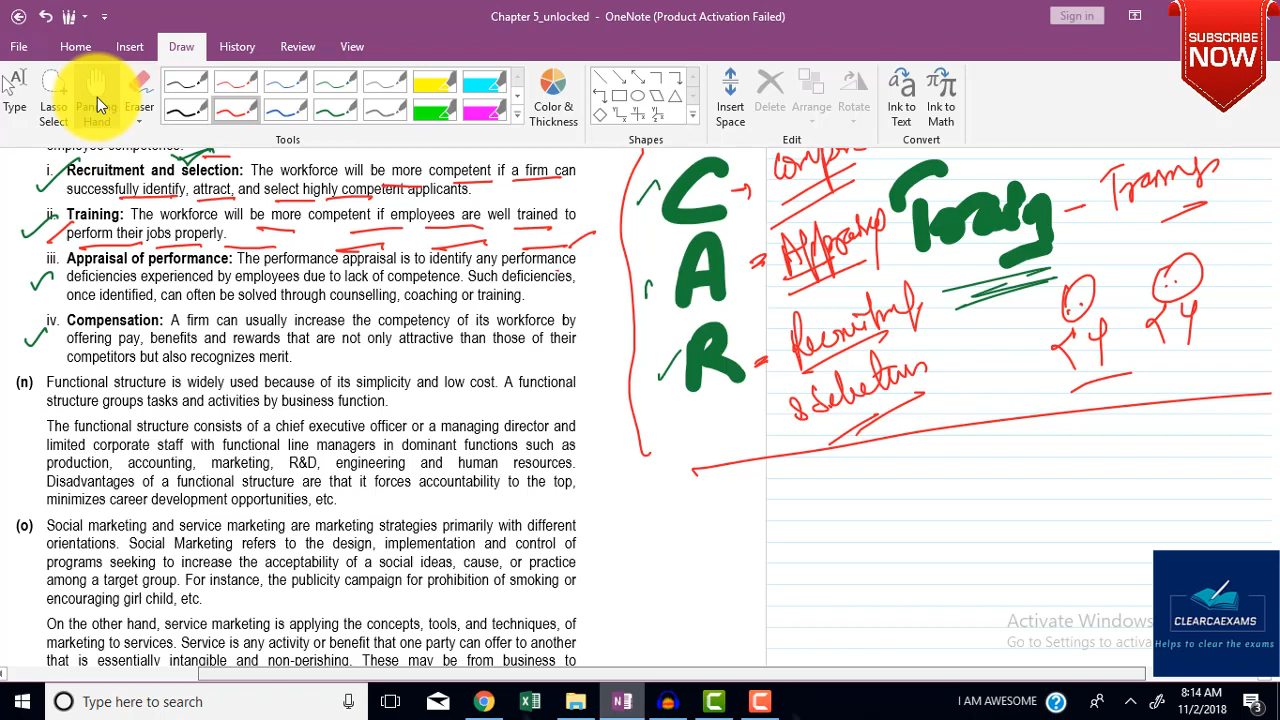 Chapter 5_unlocked - OneNote (Product Activation Failed)
Sign in
SUBSCRIBE
NOW
File
Home
Insert
Draw
History
Review
View
Type
Lasso
Select
Panning
Hand
Eraser
Color &
Thickness
Insert
Space
Delete
Arrange
Rotate
Ink to
Text
Ink to
Math
Tools
Shapes
Convert
employee competence.
i. Recruitment and selection: The workforce will be more competent if a firm can
successfully identify, attract, and select highly competent applicants.
ii. Training: The workforce will be more competent if employees are well trained to
perform their jobs properly.
iii. Appraisal of performance: The performance appraisal is to identify any performance
deficiencies experienced by employees due to lack of competence. Such deficiencies,
once identified, can often be solved through counselling, coaching or training.
iv. Compensation: A firm can usually increase the competency of its workforce by
offering pay, benefits and rewards that are not only attractive than those of their
competitors but also recognizes merit.
(n) Functional structure is widely used because of its simplicity and low cost. A functional
structure groups tasks and activities by business function.
The functional structure consists of a chief executive officer or a managing director and
limited corporate staff with functional line managers in dominant functions such as
production, accounting, marketing, R&D, engineering and human resources.
Disadvantages of a functional structure are that it forces accountability to the top,
minimizes career development opportunities, etc.
(o) Social marketing and service marketing are marketing strategies primarily with different
orientations. Social Marketing refers to the design, implementation and control of
programs seeking to increase the acceptability of a social ideas, cause, or practice
among a target group. For instance, the publicity campaign for prohibition of smoking or
encouraging girl child, etc.
On the other hand, service marketing is applying the concepts, tools, and techniques, of
marketing to services. Service is any activity or benefit that one party can offer to another
that is essentially intangible and non-perishing. These may be from business to
C
A
R
Activate Windows
Go to Settings to activa
CLEARCAEXAMS
Helps to clear the exams
Type here to search
I AM AWESOME
8:14 AM
11/2/2018
3